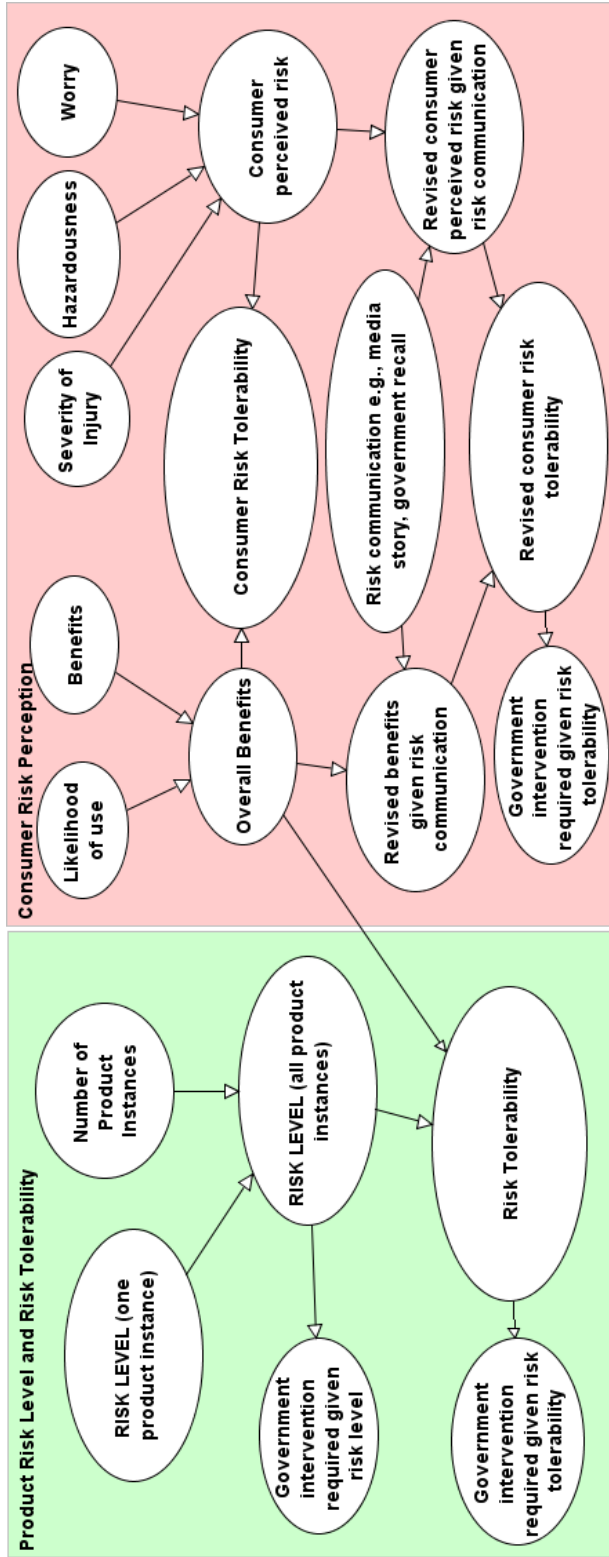 Product Risk Level and Risk Tolerability
RISK LEVEL (one
product instance)
Number of
Product
Instances
Government
intervention
required given
risk level
RISK LEVEL (all product
instances)
Government
intervention
required given risk
tolerability
Risk Tolerability
Consumer Risk Perception
Likelihood
of use
Benefits
Severity of
Injury
Hazardousness
Worry
Overall Benefits
Consumer Risk Tolerability
Consumer
perceived risk
Revised benefits
given risk
communication
Risk communication e.g., media
story, government recall
Revised consumer
perceived risk given
risk communication
Government
intervention
required given risk
tolerability
Revised consumer risk
tolerability